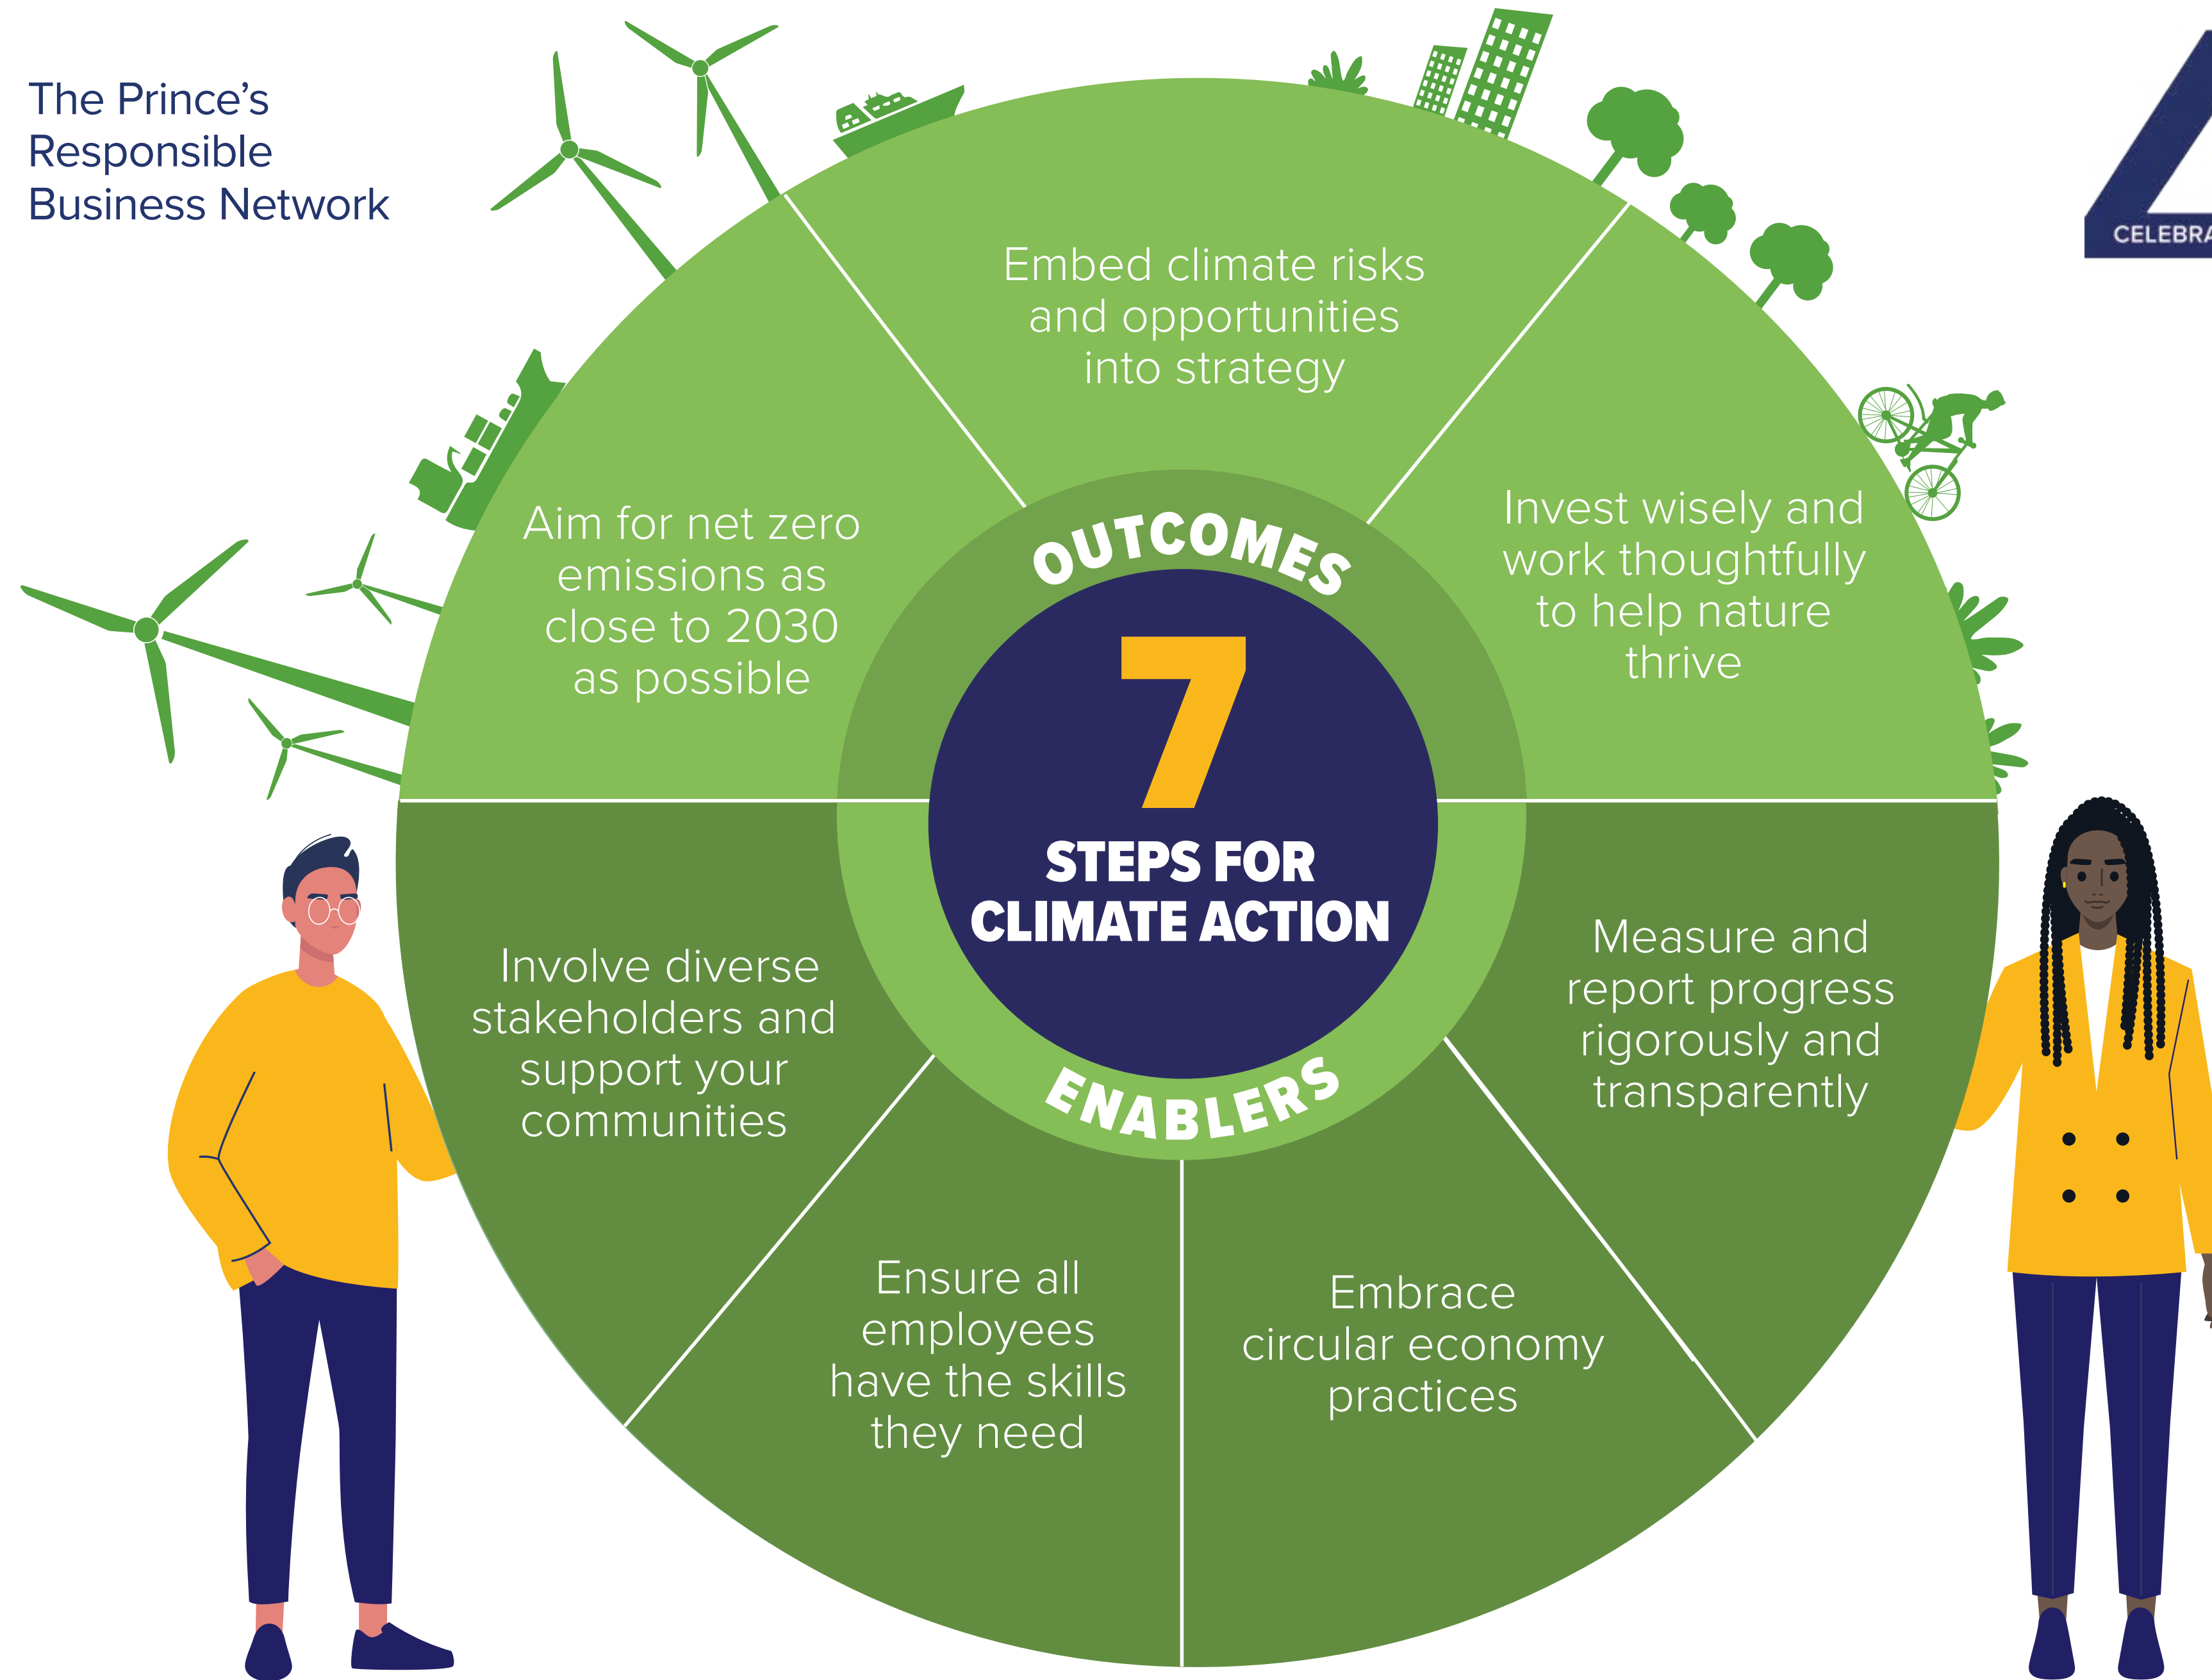 The Prince's
Responsible
Business Network
Embed climate risks
and opportunities
into strategy
Aim for net zero
emissions as
close to 2030
as possible
Invest wisely and
work thoughtfully
to help nature
thrive
OUTCOMES
7
STEPS FOR
CLIMATE ACTION
ENABLERS
Involve diverse
stakeholders and
support your
communities
Measure and
report progress
rigorously and
transparently
Ensure all
employees
have the skills
they need
Embrace
circular economy
practices